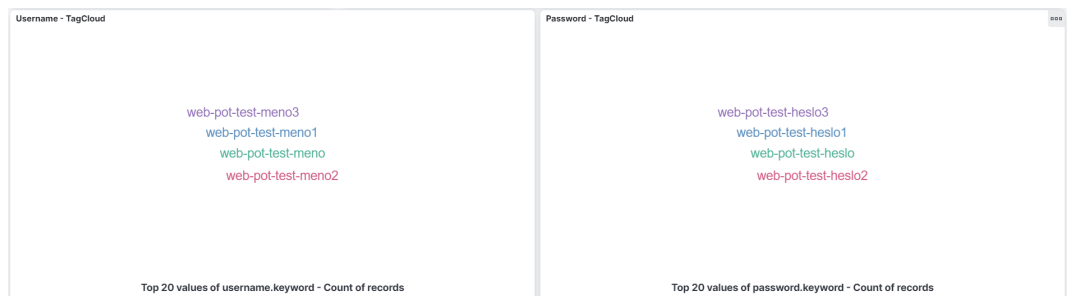 Username - TagCloud
web-pot-test-meno3
web-pot-test-meno1
web-pot-test-meno
web-pot-test-meno2
Top 20 values of username.keyword - Count of records
Password - TagCloud
web-pot-test-heslo3
web-pot-test-heslo1
web-pot-test-heslo
web-pot-test-heslo2
Top 20 values of password.keyword - Count of records